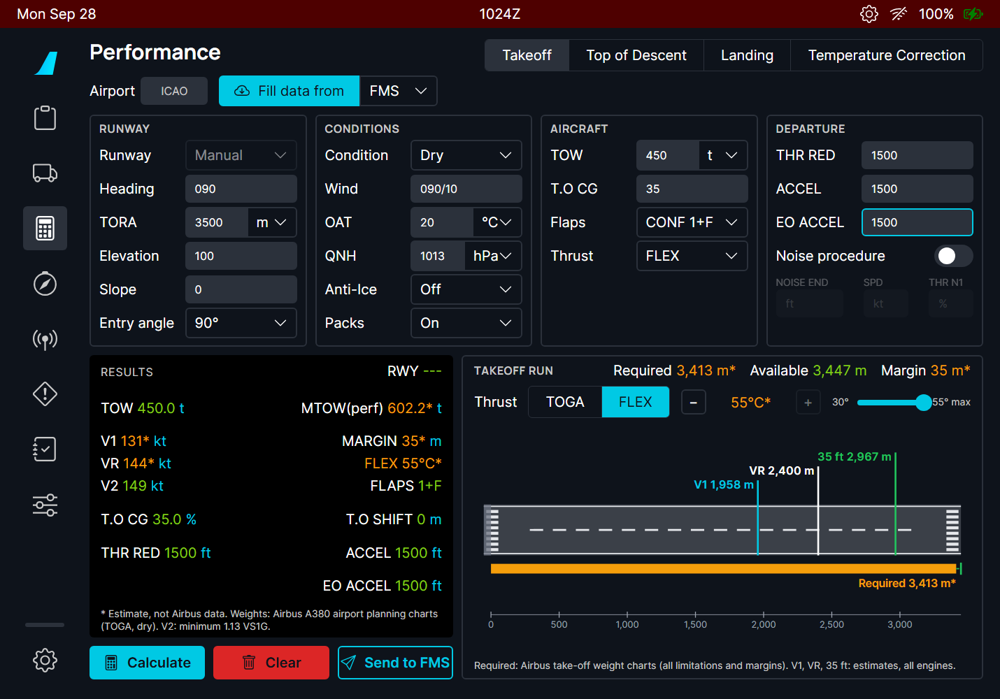 Mon Sep 28
1024Z
100%
Performance
Takeoff
Top of Descent
Landing
Temperature Correction
Airport
ICAO
Fill data from
FMS
RUNWAY
Runway Manual
Heading 090
TORA 3500 m
Elevation 100
Slope 0
Entry angle 90°
CONDITIONS
Condition Dry
Wind 090/10
OAT 20 °C
QNH 1013 hPa
Anti-Ice Off
Packs On
AIRCRAFT
TOW 450 t
T.O CG 35
Flaps CONF 1+F
Thrust FLEX
DEPARTURE
THR RED 1500
ACCEL 1500
EO ACCEL 1500
Noise procedure
NOISE END SPD THR N1
ft kt %
RESULTS RWY ---
TOW 450.0 t MTOW(perf) 602.2* t
V1 131* kt MARGIN 35* m
VR 144* kt FLEX 55°C*
V2 149 kt FLAPS 1+F
T.O CG 35.0 % T.O SHIFT 0 m
THR RED 1500 ft ACCEL 1500 ft
EO ACCEL 1500 ft
* Estimate, not Airbus data. Weights: Airbus A380 airport planning charts
(TOGA, dry). V2: minimum 1.13 VS1G.
Calculate
Clear
Send to FMS
TAKEOFF RUN Required 3,413 m* Available 3,447 m Margin 35 m*
Thrust TOGA FLEX − 55°C* + 30° 55° max
35 ft 2,967 m
VR 2,400 m
V1 1,958 m
Required 3,413 m*
0 500 1,000 1,500 2,000 2,500 3,000
Required: Airbus take-off weight charts (all limitations and margins). V1, VR, 35 ft: estimates, all engines.